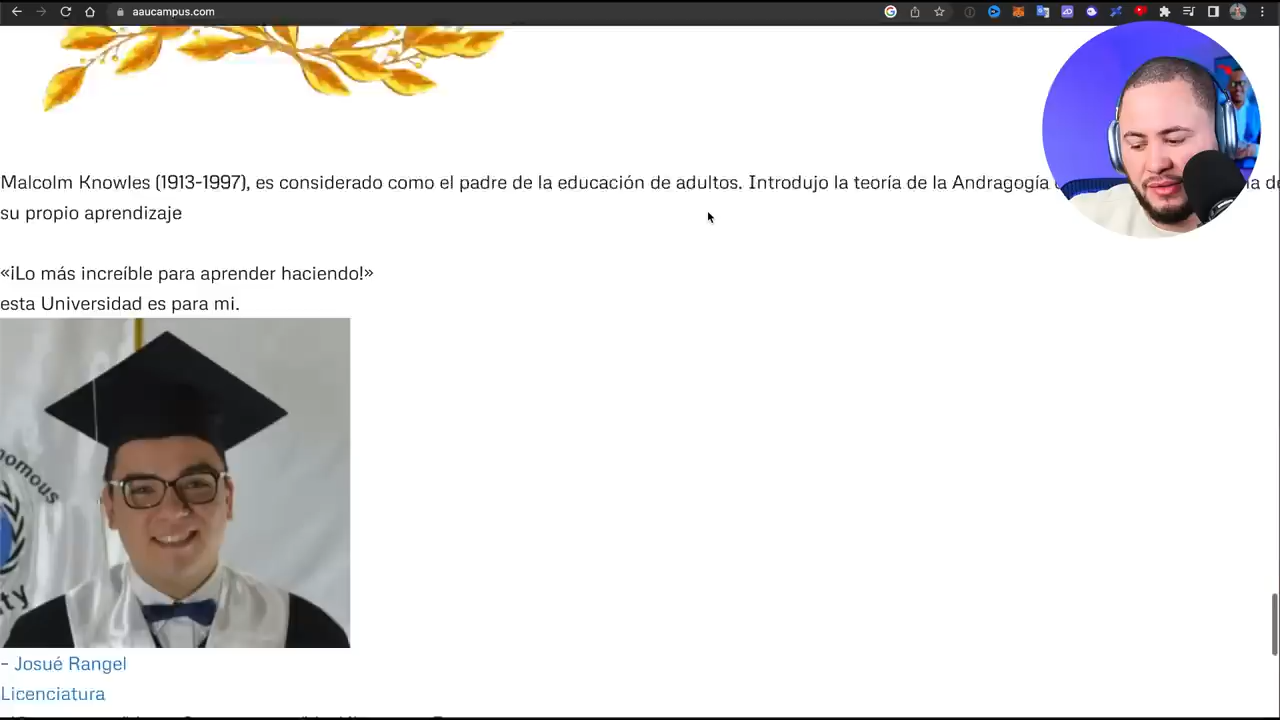 aaucampus.com
Malcolm Knowles (1913-1997), es considerado como el padre de la educación de adultos. Introdujo la teoría de la Andragogía
su propio aprendizaje
«¡Lo más increíble para aprender haciendo!»
esta Universidad es para mi.
– Josué Rangel
Licenciatura